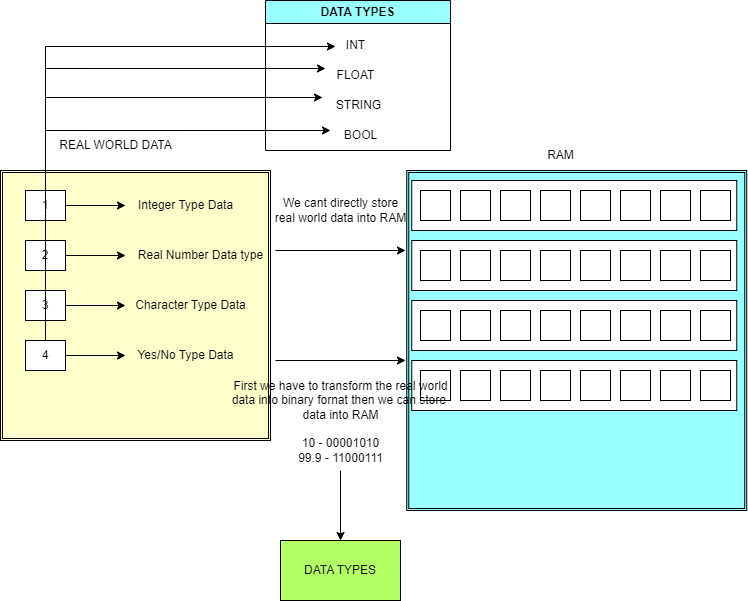 DATA TYPES
INT
FLOAT
STRING
BOOL
REAL WORLD DATA
RAM
1
Integer Type Data
2
Real Number Data type
3
Character Type Data
4
Yes/No Type Data
We cant directly store
real world data into RAM
First we have to transform the real world
data into binary fornat then we can store
data into RAM
10 - 00001010
99.9 - 11000111
DATA TYPES